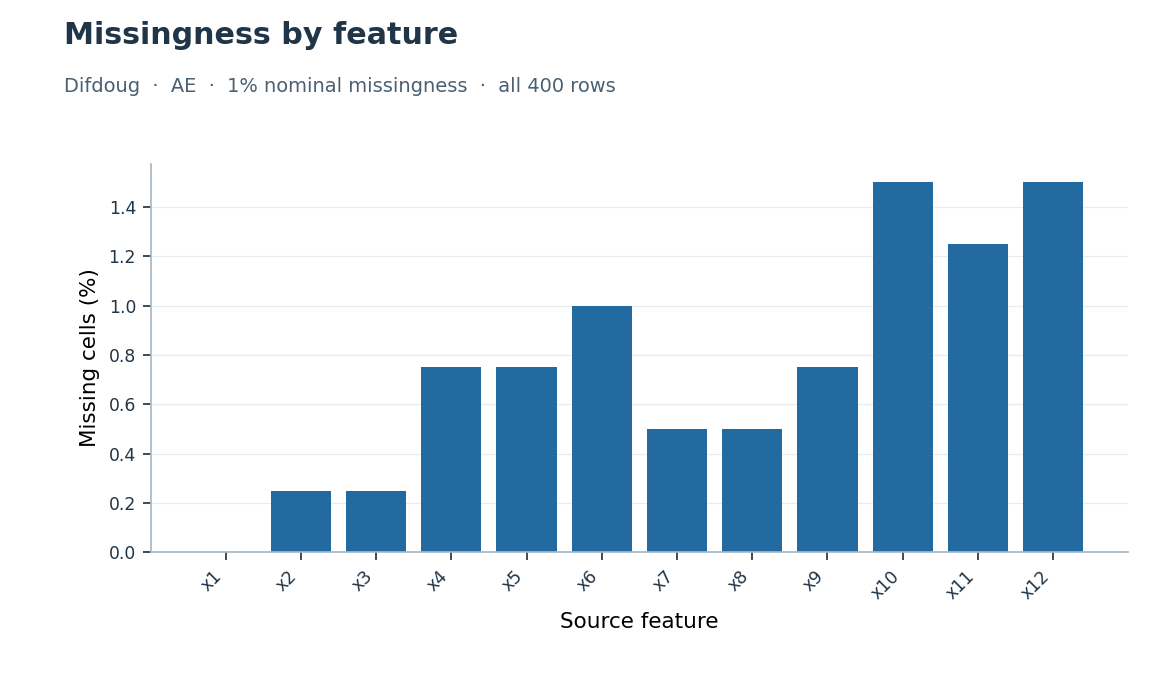 Missingness by feature
Difdoug · AE · 1% nominal missingness · all 400 rows
Missing cells (%)
1.4
1.2
1.0
0.8
0.6
0.4
0.2
0.0
x1 x2 x3 x4 x5 x6 x7 x8 x9 x10 x11 x12
Source feature